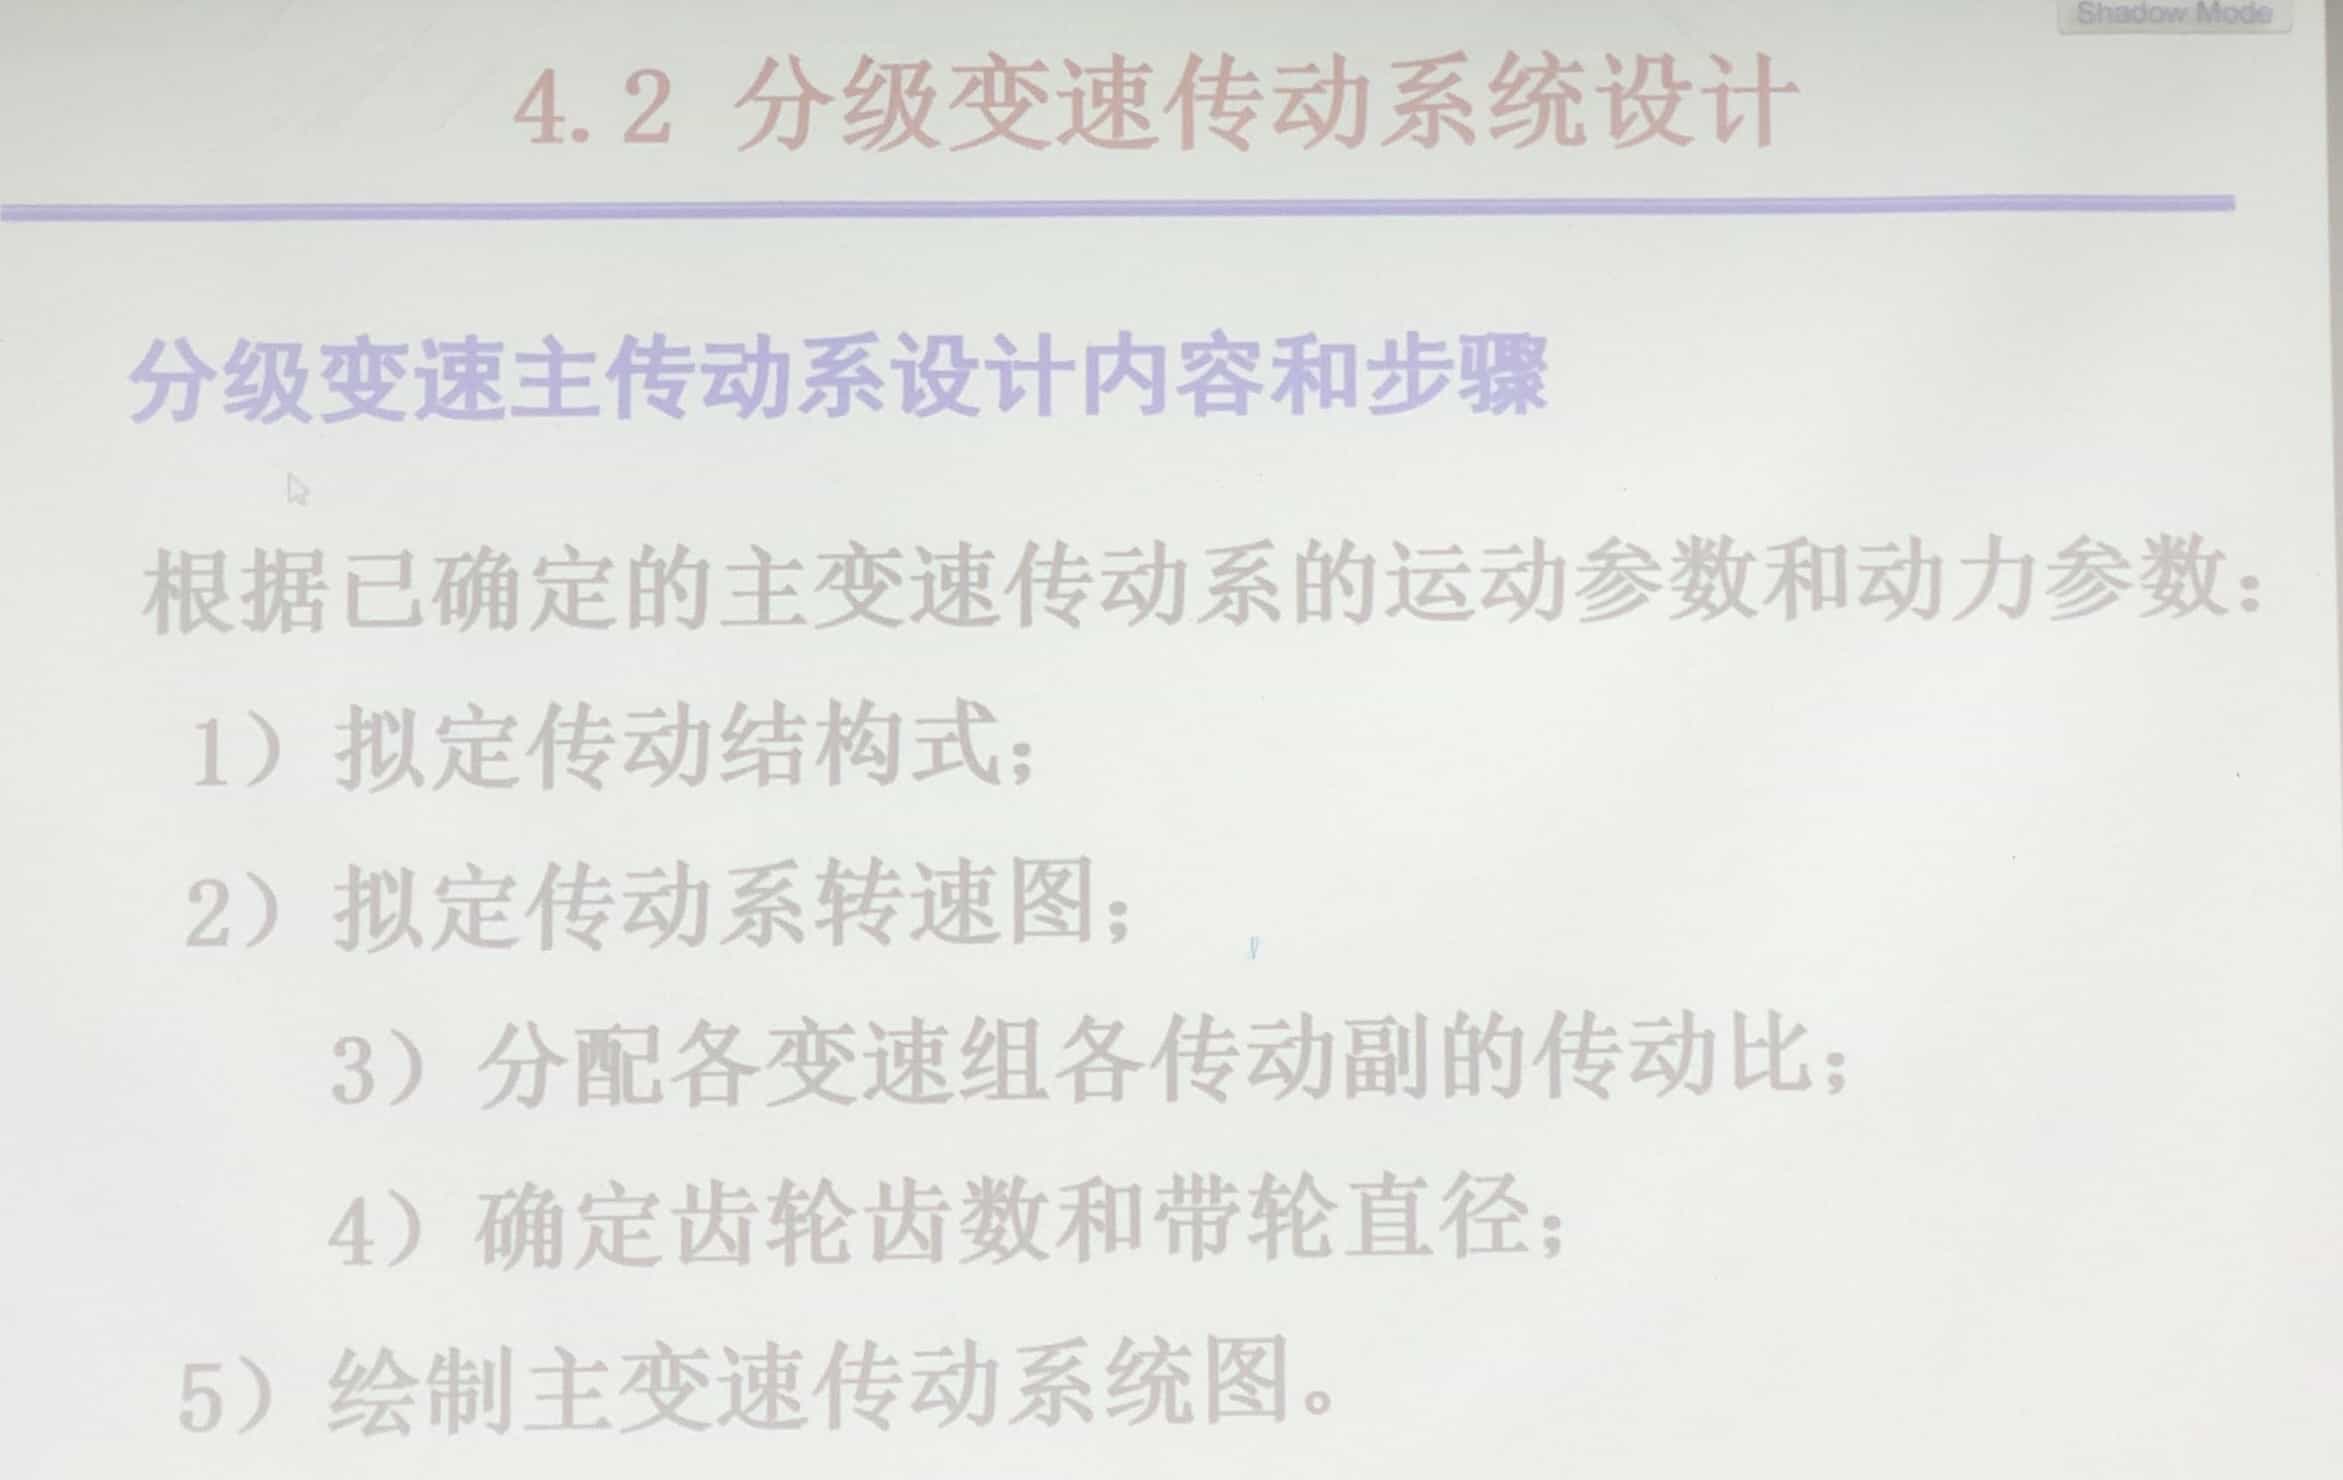 Shadow Mode
4.2 分级变速传动系统设计
分级变速主传动系设计内容和步骤
根据已确定的主变速传动系的运动参数和动力参数：
1）拟定传动结构式；
2）拟定传动系转速图；
3）分配各变速组各传动副的传动比；
4）确定齿轮齿数和带轮直径；
5）绘制主变速传动系统图。